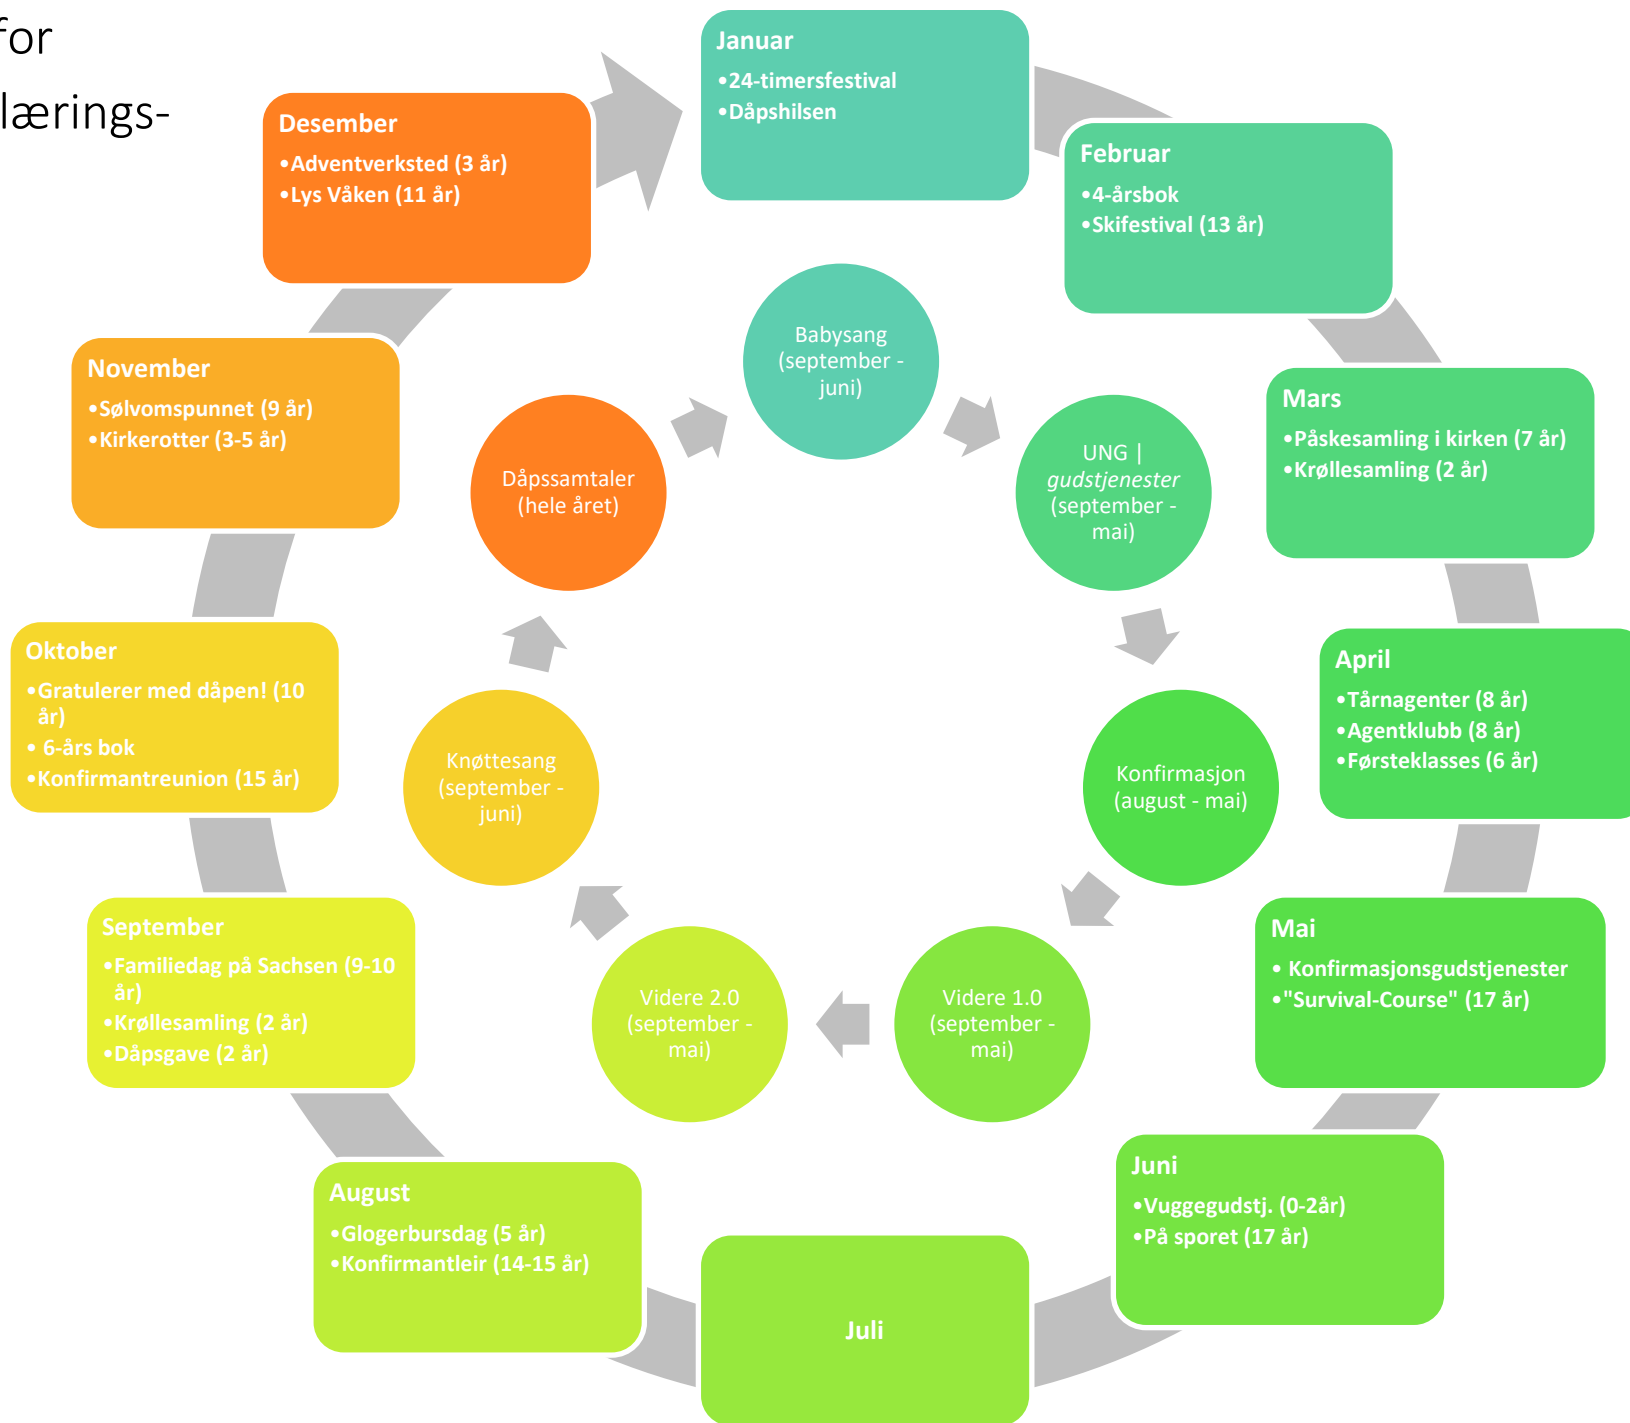 for
lærings-
Januar
•24-timersfestival
•Dåpshilsen
Februar
•4-årsbok
•Skifestival (13 år)
Mars
•Påskesamling i kirken (7 år)
•Krøllesamling (2 år)
April
•Tårnagenter (8 år)
•Agentklubb (8 år)
•Førsteklasses (6 år)
Mai
• Konfirmasjonsgudstjenester
•"Survival-Course" (17 år)
Juni
•Vuggegudstj. (0-2år)
•På sporet (17 år)
Juli
August
•Glogerbursdag (5 år)
•Konfirmantleir (14-15 år)
September
•Familiedag på Sachsen (9-10
år)
•Krøllesamling (2 år)
•Dåpsgave (2 år)
Oktober
•Gratulerer med dåpen! (10
år)
• 6-års bok
•Konfirmantreunion (15 år)
November
•Sølvomspunnet (9 år)
•Kirkerotter (3-5 år)
Desember
•Adventverksted (3 år)
•Lys Våken (11 år)
Babysang
(september -
juni)
UNG |
gudstjenester
(september -
mai)
Konfirmasjon
(august - mai)
Videre 1.0
(september -
mai)
Videre 2.0
(september -
mai)
Knøttesang
(september -
juni)
Dåpssamtaler
(hele året)